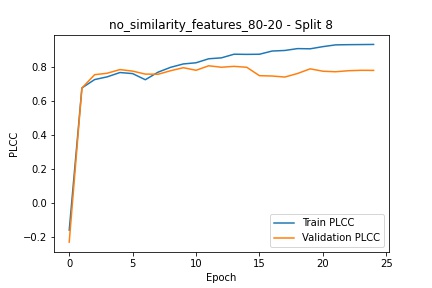 no_similarity_features_80-20 - Split 8
PLCC
0.8
0.6
0.4
0.2
0.0
−0.2
Train PLCC
Validation PLCC
0 5 10 15 20 25
Epoch